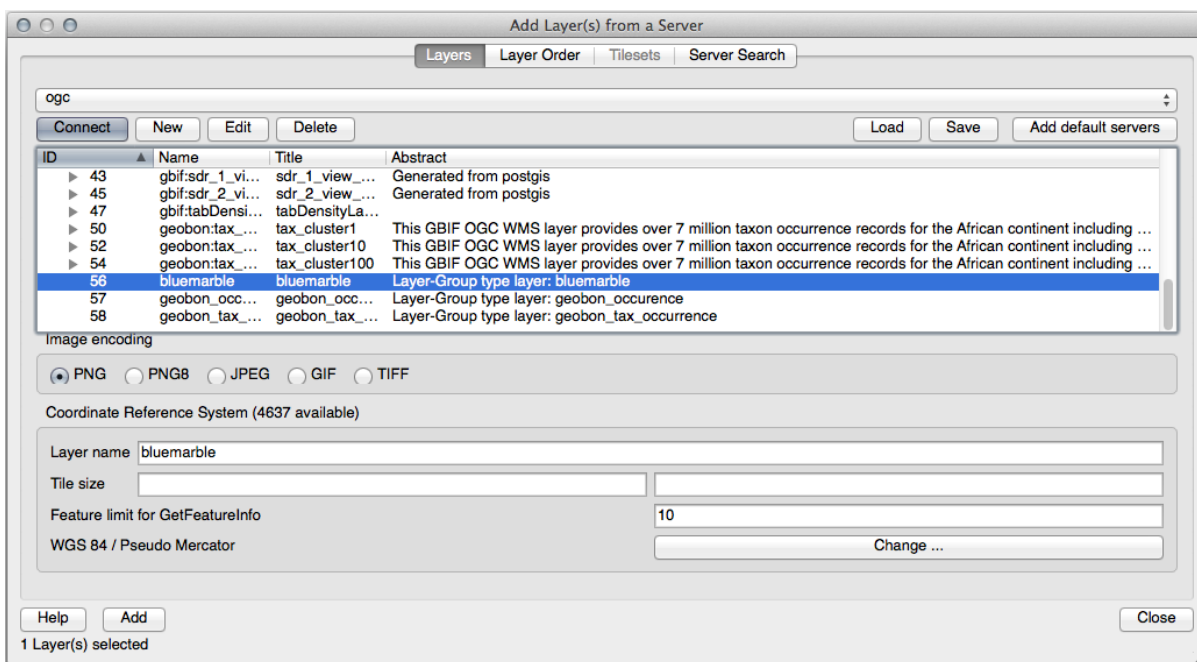 Add Layer(s) from a Server
Layers Layer Order Tilesets Server Search
ogc
Connect New Edit Delete Load Save Add default servers
ID Name Title Abstract
43 gbif:sdr_1_vi... sdr_1_view_... Generated from postgis
45 gbif:sdr_2_vi... sdr_2_view_... Generated from postgis
47 gbif:tabDensi... tabDensityLa...
50 geobon:tax_... tax_cluster1 This GBIF OGC WMS layer provides over 7 million taxon occurrence records for the African continent including ...
52 geobon:tax_... tax_cluster10 This GBIF OGC WMS layer provides over 7 million taxon occurrence records for the African continent including ...
54 geobon:tax_... tax_cluster100 This GBIF OGC WMS layer provides over 7 million taxon occurrence records for the African continent including ...
56 bluemarble bluemarble Layer-Group type layer: bluemarble
57 geobon_occ... geobon_occ... Layer-Group type layer: geobon_occurence
58 geobon_tax_... geobon_tax_... Layer-Group type layer: geobon_tax_occurrence
Image encoding
PNG PNG8 JPEG GIF TIFF
Coordinate Reference System (4637 available)
Layer name bluemarble
Tile size
Feature limit for GetFeatureInfo 10
WGS 84 / Pseudo Mercator Change ...
Help Add Close
1 Layer(s) selected